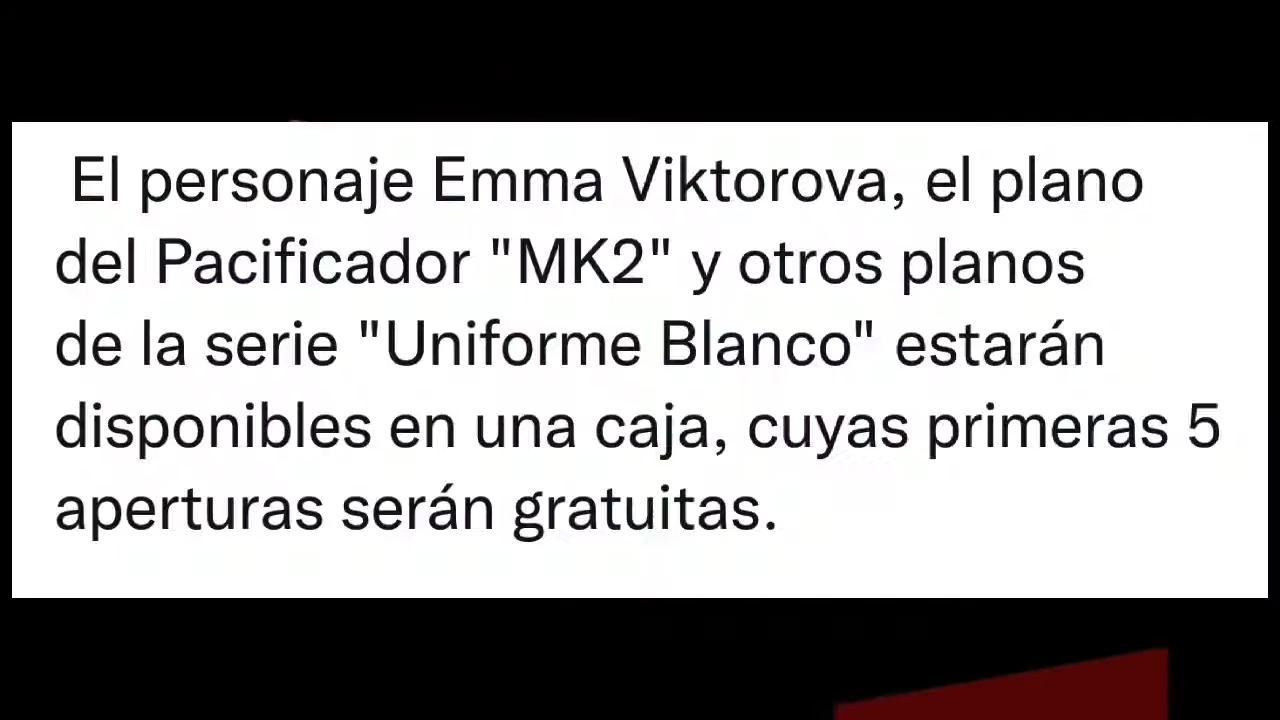 El personaje Emma Viktorova, el plano
del Pacificador "MK2" y otros planos
de la serie "Uniforme Blanco" estarán
disponibles en una caja, cuyas primeras 5
aperturas serán gratuitas.